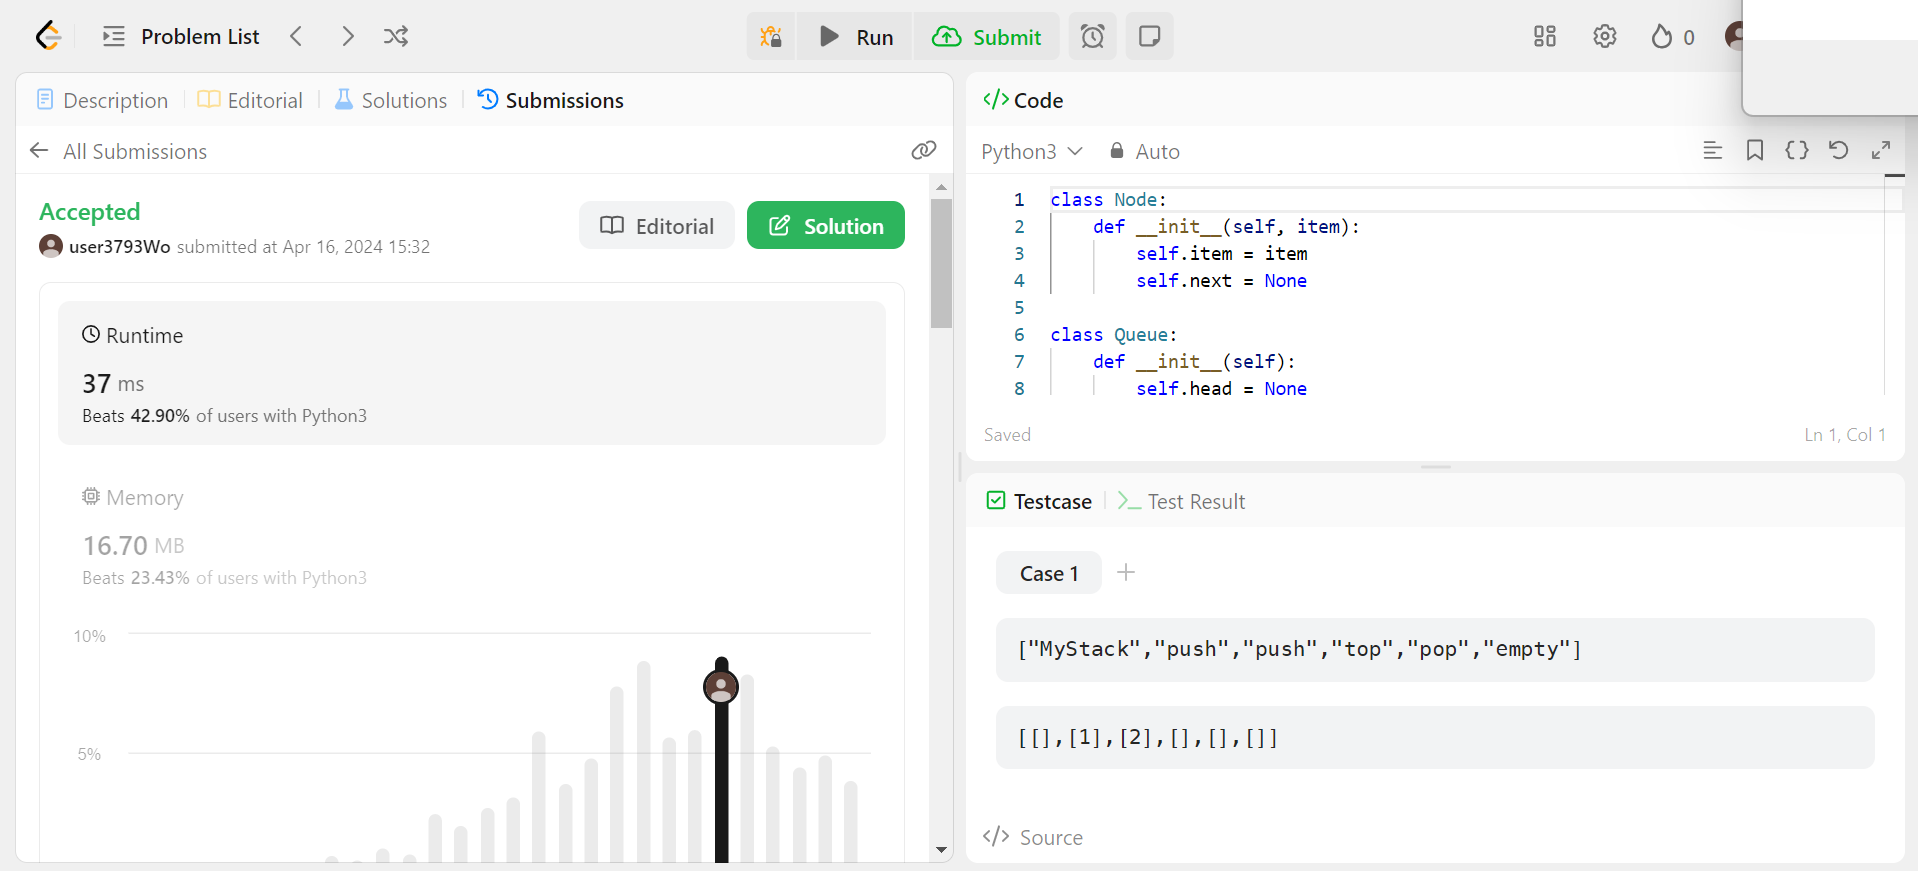 Problem List
Run
Submit
0
Description
Editorial
Solutions
Submissions
All Submissions
Accepted
user3793Wo submitted at Apr 16, 2024 15:32
Editorial
Solution
Runtime
37 ms
Beats 42.90% of users with Python3
Memory
16.70 MB
Beats 23.43% of users with Python3
10%
5%
Code
Python3
Auto
1 class Node:
2 def __init__(self, item):
3 self.item = item
4 self.next = None
5
6 class Queue:
7 def __init__(self):
8 self.head = None
Saved
Ln 1, Col 1
Testcase
Test Result
Case 1
["MyStack","push","push","top","pop","empty"]
[[],[1],[2],[],[],[]]
Source